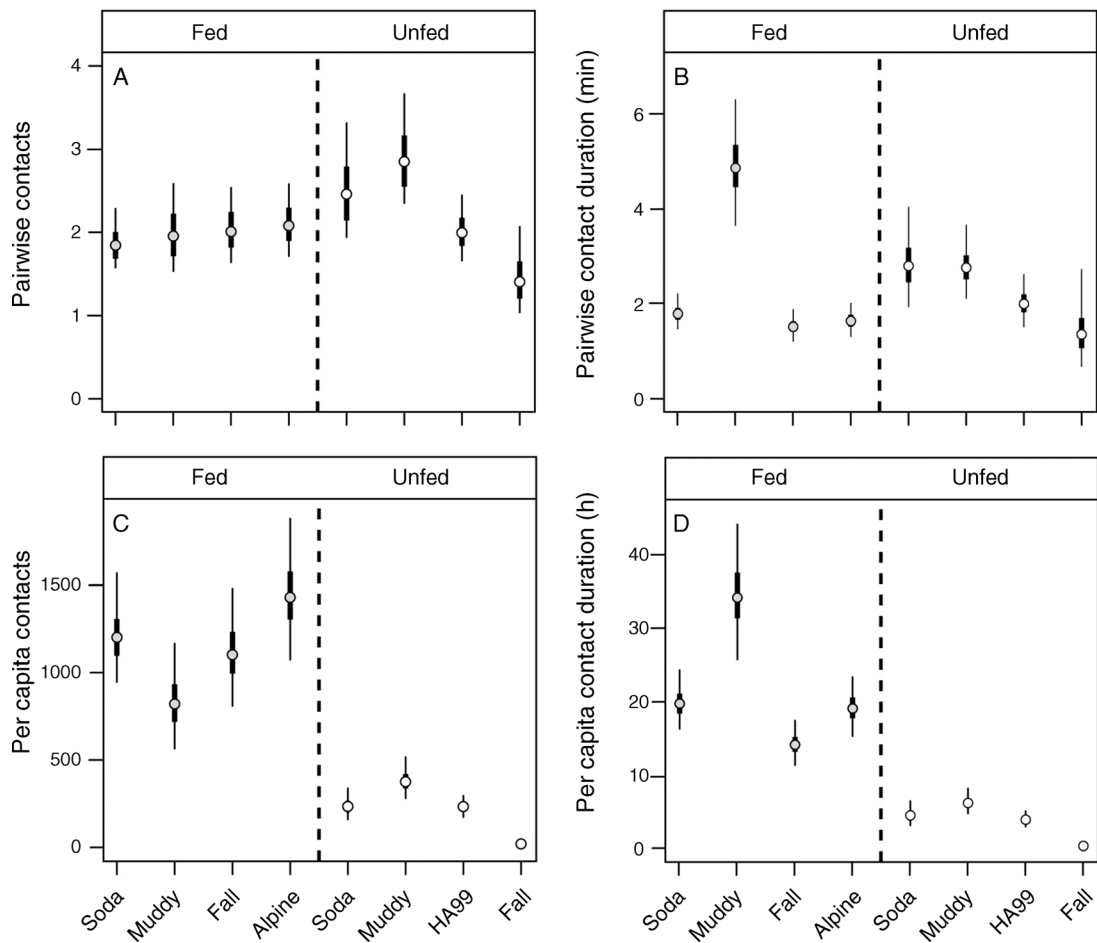 Fed Unfed
A
Pairwise contacts
4
3
2
1
0
Fed Unfed
B
Pairwise contact duration (min)
6
4
2
0
Fed Unfed
C
Per capita contacts
1500
1000
500
0
Soda Muddy Fall Alpine Soda Muddy HA99 Fall
Fed Unfed
D
Per capita contact duration (h)
40
30
20
10
0
Soda Muddy Fall Alpine Soda Muddy HA99 Fall